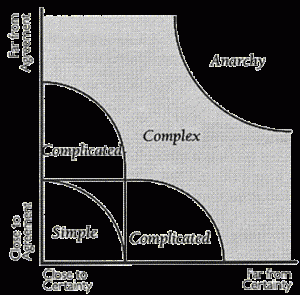 Far from
Agreement
Anarchy
Complex
Complicated
Close to
Agreement
Simple
Complicated
Close to
Certainty
Far from
Certainty